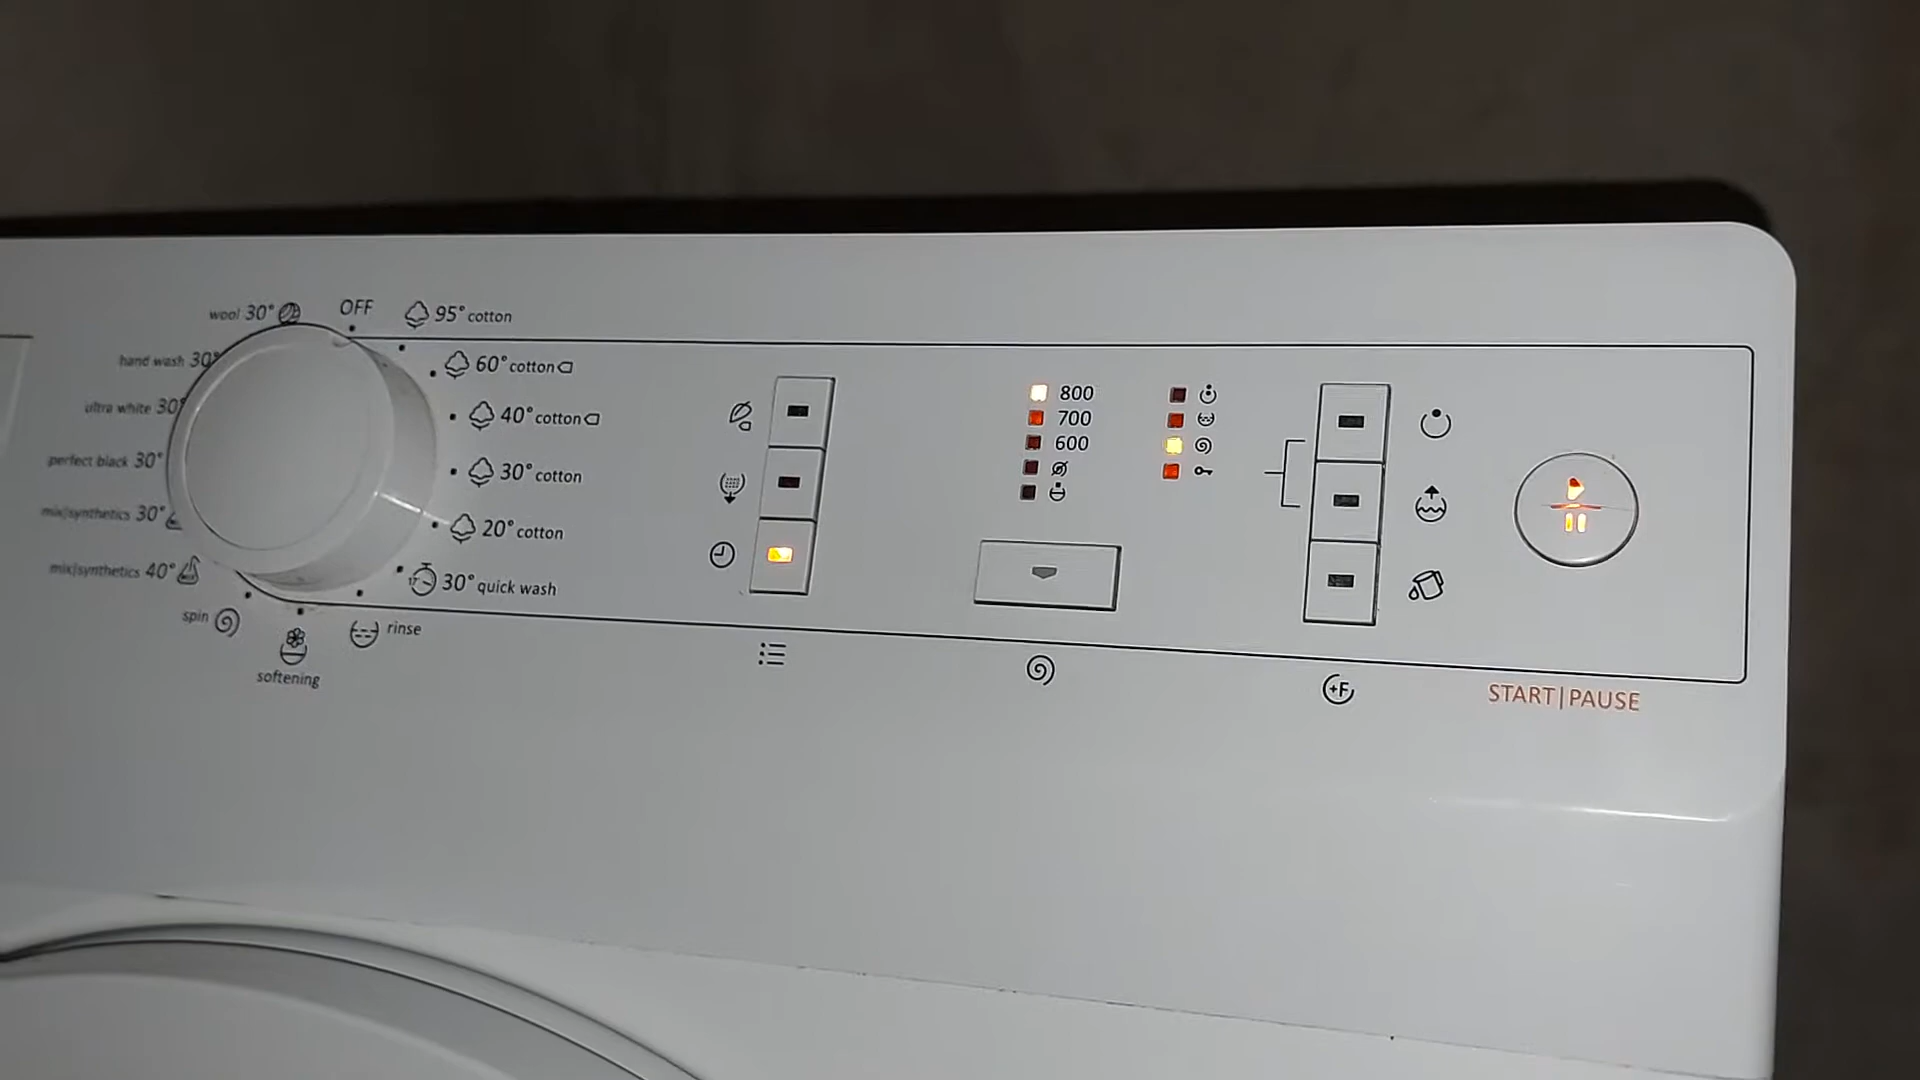 OFF
wool 30°
hand wash 30°
ultra white 30°
perfect black 30°
mix|synthetics 30°
mix|synthetics 40°
spin
softening
rinse
95° cotton
60° cotton
40° cotton
30° cotton
20° cotton
17' 30° quick wash
800
700
600
+F
START|PAUSE